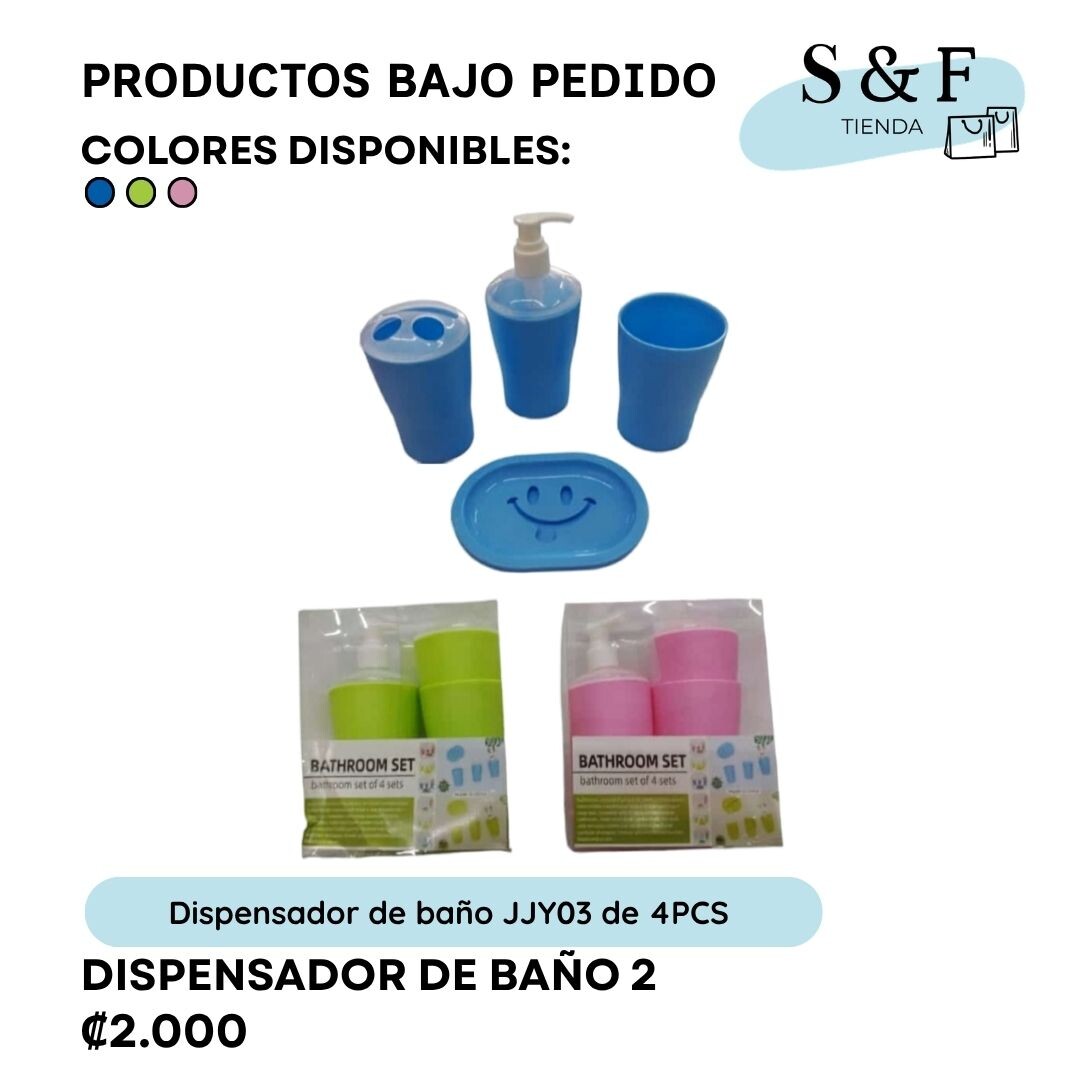 PRODUCTOS BAJO PEDIDO
S & F
TIENDA
COLORES DISPONIBLES:
BATHROOM SET
bathroom set of 4 sets
BATHROOM SET
bathroom set of 4 sets
Dispensador de baño JJY03 de 4PCS
DISPENSADOR DE BAÑO 2
₡2.000